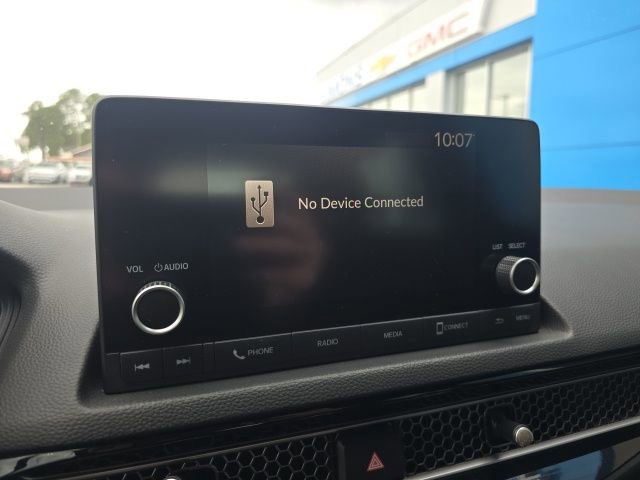 GMC
10:07
No Device Connected
LIST SELECT
VOL AUDIO
PHONE
RADIO
MEDIA
CONNECT
MENU